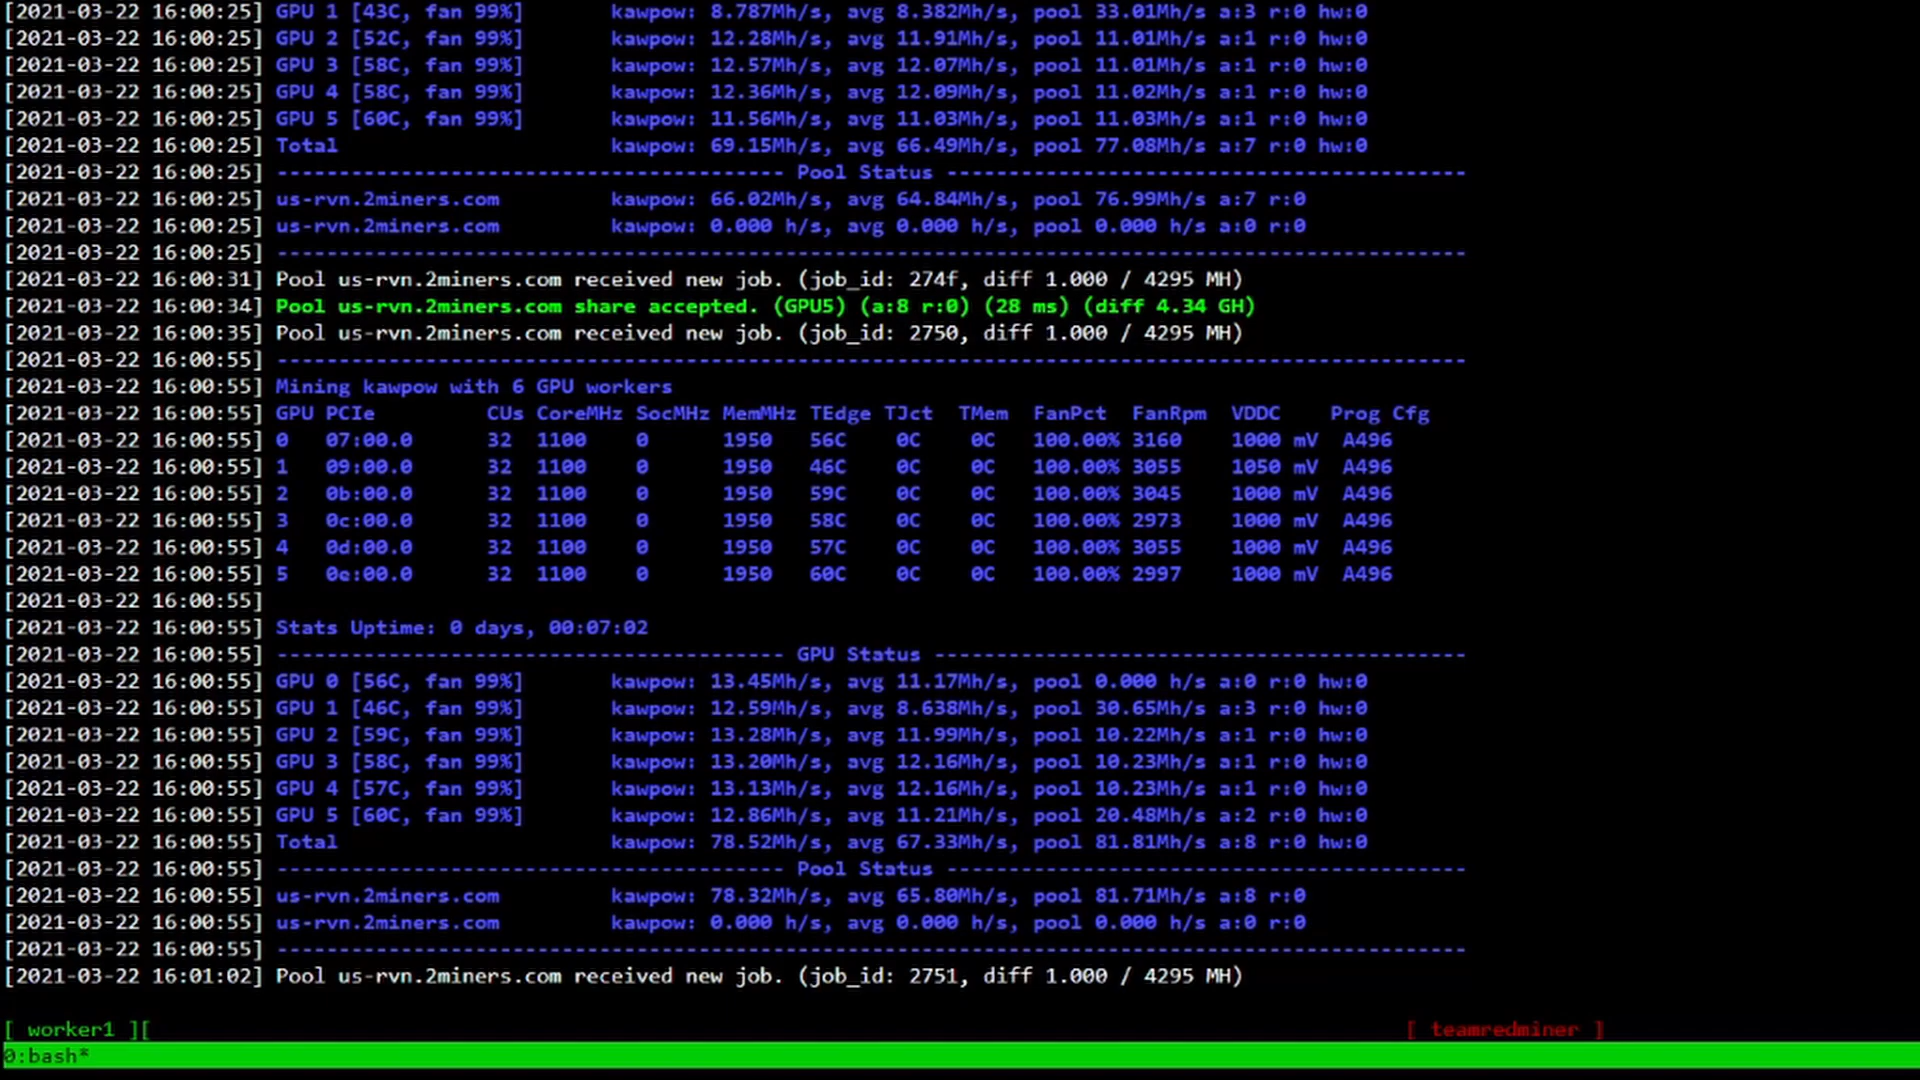 [2021-03-22 16:00:25] GPU 1 [43C, fan 99%] kawpow: 8.787Mh/s, avg 8.382Mh/s, pool 33.01Mh/s a:3 r:0 hw:0
[2021-03-22 16:00:25] GPU 2 [52C, fan 99%] kawpow: 12.28Mh/s, avg 11.91Mh/s, pool 11.01Mh/s a:1 r:0 hw:0
[2021-03-22 16:00:25] GPU 3 [58C, fan 99%] kawpow: 12.57Mh/s, avg 12.07Mh/s, pool 11.01Mh/s a:1 r:0 hw:0
[2021-03-22 16:00:25] GPU 4 [58C, fan 99%] kawpow: 12.36Mh/s, avg 12.09Mh/s, pool 11.02Mh/s a:1 r:0 hw:0
[2021-03-22 16:00:25] GPU 5 [60C, fan 99%] kawpow: 11.56Mh/s, avg 11.03Mh/s, pool 11.03Mh/s a:1 r:0 hw:0
[2021-03-22 16:00:25] Total kawpow: 69.15Mh/s, avg 66.49Mh/s, pool 77.08Mh/s a:7 r:0 hw:0
[2021-03-22 16:00:25] ----------------------------------------- Pool Status ------------------------------------------
[2021-03-22 16:00:25] us-rvn.2miners.com kawpow: 66.02Mh/s, avg 64.84Mh/s, pool 76.99Mh/s a:7 r:0
[2021-03-22 16:00:25] us-rvn.2miners.com kawpow: 0.000 h/s, avg 0.000 h/s, pool 0.000 h/s a:0 r:0
[2021-03-22 16:00:25] ------------------------------------------------------------------------------------------------
[2021-03-22 16:00:31] Pool us-rvn.2miners.com received new job. (job_id: 274f, diff 1.000 / 4295 MH)
[2021-03-22 16:00:34] Pool us-rvn.2miners.com share accepted. (GPU5) (a:8 r:0) (28 ms) (diff 4.34 GH)
[2021-03-22 16:00:35] Pool us-rvn.2miners.com received new job. (job_id: 2750, diff 1.000 / 4295 MH)
[2021-03-22 16:00:55] ------------------------------------------------------------------------------------------------
[2021-03-22 16:00:55] Mining kawpow with 6 GPU workers
[2021-03-22 16:00:55] GPU PCIe CUs CoreMHz SocMHz MemMHz TEdge TJct TMem FanPct FanRpm VDDC Prog Cfg
[2021-03-22 16:00:55] 0 07:00.0 32 1100 0 1950 56C 0C 0C 100.00% 3160 1000 mV A496
[2021-03-22 16:00:55] 1 09:00.0 32 1100 0 1950 46C 0C 0C 100.00% 3055 1050 mV A496
[2021-03-22 16:00:55] 2 0b:00.0 32 1100 0 1950 59C 0C 0C 100.00% 3045 1000 mV A496
[2021-03-22 16:00:55] 3 0c:00.0 32 1100 0 1950 58C 0C 0C 100.00% 2973 1000 mV A496
[2021-03-22 16:00:55] 4 0d:00.0 32 1100 0 1950 57C 0C 0C 100.00% 3055 1000 mV A496
[2021-03-22 16:00:55] 5 0e:00.0 32 1100 0 1950 60C 0C 0C 100.00% 2997 1000 mV A496
[2021-03-22 16:00:55]
[2021-03-22 16:00:55] Stats Uptime: 0 days, 00:07:02
[2021-03-22 16:00:55] ----------------------------------------- GPU Status -------------------------------------------
[2021-03-22 16:00:55] GPU 0 [56C, fan 99%] kawpow: 13.45Mh/s, avg 11.17Mh/s, pool 0.000 h/s a:0 r:0 hw:0
[2021-03-22 16:00:55] GPU 1 [46C, fan 99%] kawpow: 12.59Mh/s, avg 8.638Mh/s, pool 30.65Mh/s a:3 r:0 hw:0
[2021-03-22 16:00:55] GPU 2 [59C, fan 99%] kawpow: 13.28Mh/s, avg 11.99Mh/s, pool 10.22Mh/s a:1 r:0 hw:0
[2021-03-22 16:00:55] GPU 3 [58C, fan 99%] kawpow: 13.20Mh/s, avg 12.16Mh/s, pool 10.23Mh/s a:1 r:0 hw:0
[2021-03-22 16:00:55] GPU 4 [57C, fan 99%] kawpow: 13.13Mh/s, avg 12.16Mh/s, pool 10.23Mh/s a:1 r:0 hw:0
[2021-03-22 16:00:55] GPU 5 [60C, fan 99%] kawpow: 12.86Mh/s, avg 11.21Mh/s, pool 20.48Mh/s a:2 r:0 hw:0
[2021-03-22 16:00:55] Total kawpow: 78.52Mh/s, avg 67.33Mh/s, pool 81.81Mh/s a:8 r:0 hw:0
[2021-03-22 16:00:55] ----------------------------------------- Pool Status ------------------------------------------
[2021-03-22 16:00:55] us-rvn.2miners.com kawpow: 78.32Mh/s, avg 65.80Mh/s, pool 81.71Mh/s a:8 r:0
[2021-03-22 16:00:55] us-rvn.2miners.com kawpow: 0.000 h/s, avg 0.000 h/s, pool 0.000 h/s a:0 r:0
[2021-03-22 16:00:55] ------------------------------------------------------------------------------------------------
[2021-03-22 16:01:02] Pool us-rvn.2miners.com received new job. (job_id: 2751, diff 1.000 / 4295 MH)
[ worker1 ][ [ teamredminer ]
0:bash*